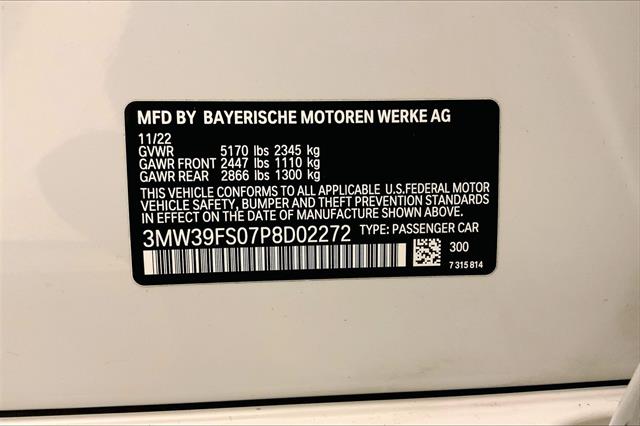 MFD BY BAYERISCHE MOTOREN WERKE AG
11/22
GVWR 5170 lbs 2345 kg
GAWR FRONT 2447 lbs 1110 kg
GAWR REAR 2866 lbs 1300 kg
THIS VEHICLE CONFORMS TO ALL APPLICABLE U.S.FEDERAL MOTOR
VEHICLE SAFETY, BUMPER AND THEFT PREVENTION STANDARDS
IN EFFECT ON THE DATE OF MANUFACTURE SHOWN ABOVE.
3MW39FS07P8D02272 TYPE: PASSENGER CAR
300
7 315 814